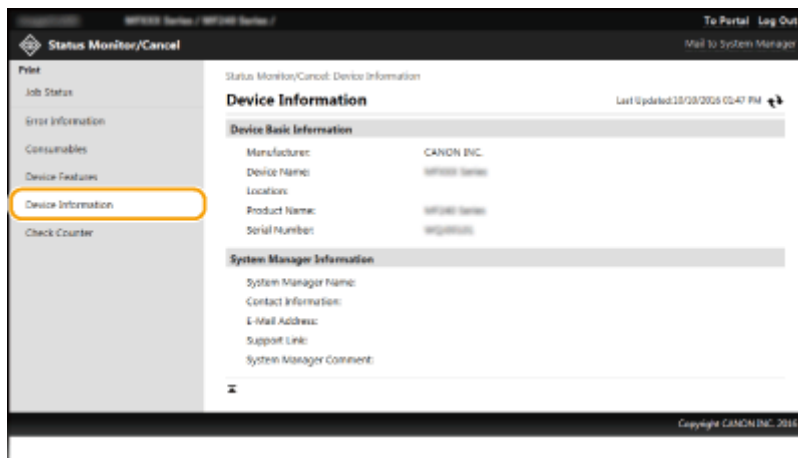 To Portal Log Out
Status Monitor/Cancel
Mail to System Manager
Print
Job Status
Error Information
Consumables
Device Features
Device Information
Check Counter
Status Monitor/Cancel: Device Information
Device Information
Last Updated:10/10/2016 05:47 PM
Device Basic Information
Manufacturer: CANON INC.
Device Name:
Location:
Product Name:
Serial Number:
System Manager Information
System Manager Name:
Contact Information:
E-Mail Address:
Support Link:
System Manager Comment:
Copyright CANON INC. 2016